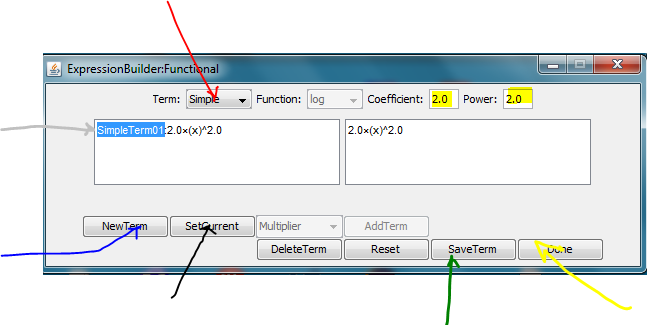 ExpressionBuilder:Functional
Term: Simple Function: log Coefficient: 2.0 Power: 2.0
SimpleTerm01:2.0×(x)^2.0 2.0×(x)^2.0
NewTerm SetCurrent Multiplier AddTerm
DeleteTerm Reset SaveTerm Done